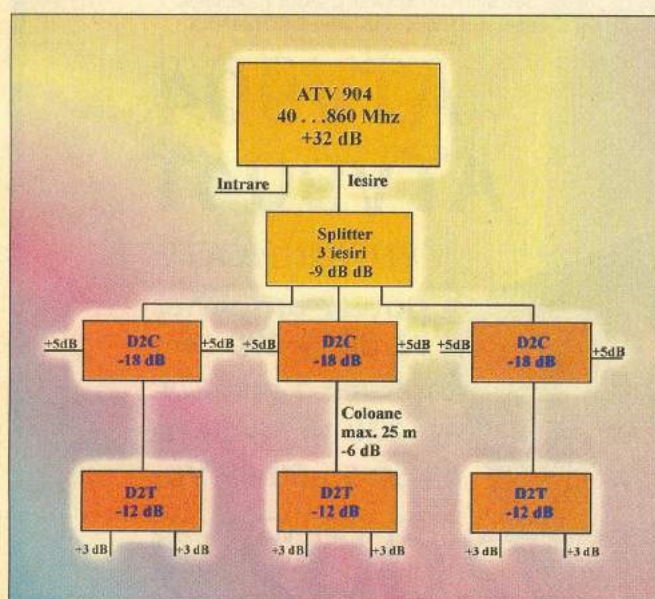 ATV 904
40 . . .860 Mhz
+32 dB
Intrare
Iesire
Splitter
3 iesiri
-9 dB dB
+5dB
D2C
-18 dB
+5dB
+5dB
D2C
-18 dB
+5dB
+5dB
D2C
-18 dB
+5dB
Coloane
max. 25 m
-6 dB
D2T
-12 dB
D2T
-12 dB
D2T
-12 dB
+3 dB
+3 dB
+3 dB
+3 dB
+3 dB
+3 dB